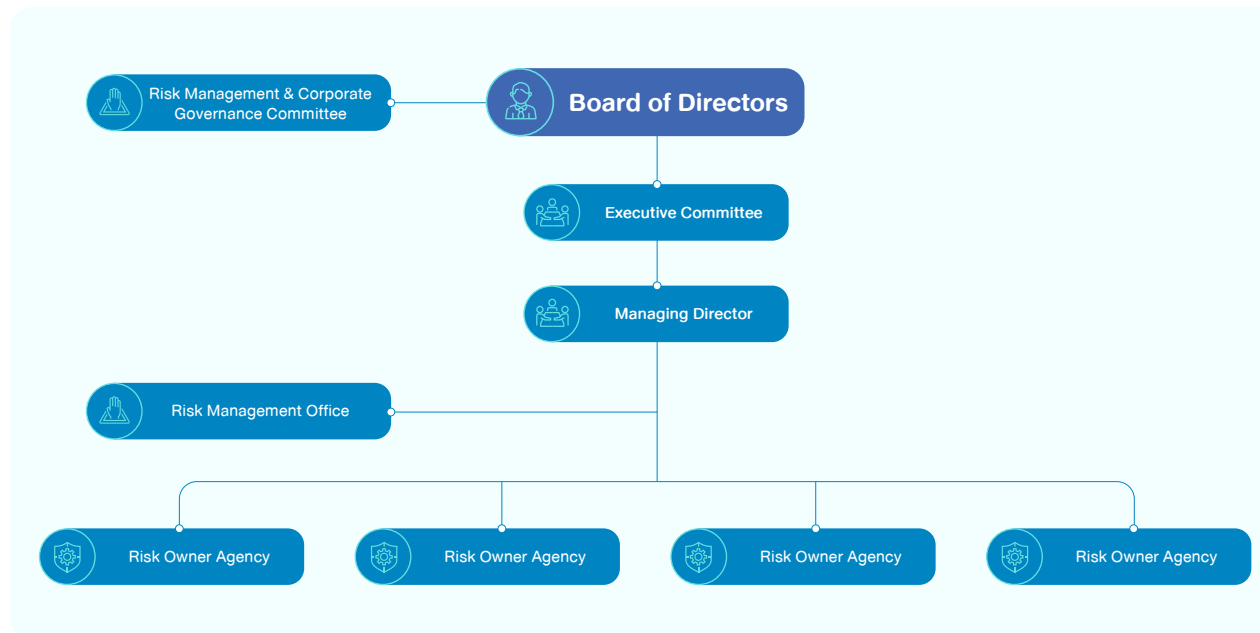 Risk Management & Corporate
Governance Committee
Board of Directors
Executive Committee
Managing Director
Risk Management Office
Risk Owner Agency
Risk Owner Agency
Risk Owner Agency
Risk Owner Agency